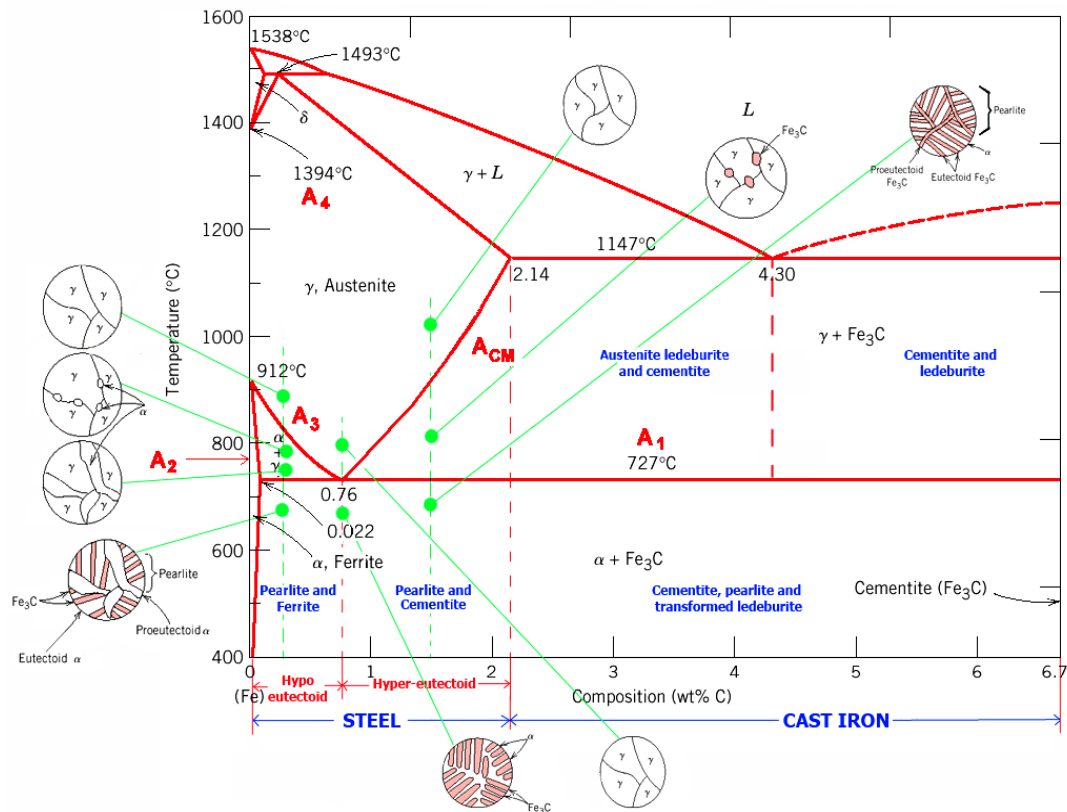 1600
1538°C
1493°C
δ
1400
1394°C
A4
L
Fe3C
γ
γ
γ
γ
γ
γ
γ
γ
Pearlite
Proeutectoid
Fe3C
Eutectoid Fe3C
α
γ + L
1200
1147°C
2.14
4.30
γ, Austenite
Temperature (°C)
γ
γ
γ
γ
1000
ACM
Austenite ledeburite
and cementite
γ + Fe3C
Cementite and
ledeburite
912°C
γ
γ
γ
γ
α
A3
800
α
+
γ
A2
A1
727°C
γ
γ
γ
γ
0.76
0.022
600
α, Ferrite
α + Fe3C
Pearlite
Fe3C
Proeutectoid α
Eutectoid α
Pearlite and
Ferrite
Pearlite and
Cementite
Cementite, pearlite and
transformed ledeburite
Cementite (Fe3C)
400
0
1
2
3
4
5
6
6.7
(Fe)
Composition (wt% C)
Hypo
eutectoid
Hyper-eutectoid
STEEL
CAST IRON
α
Fe3C
γ
γ
γ
γ